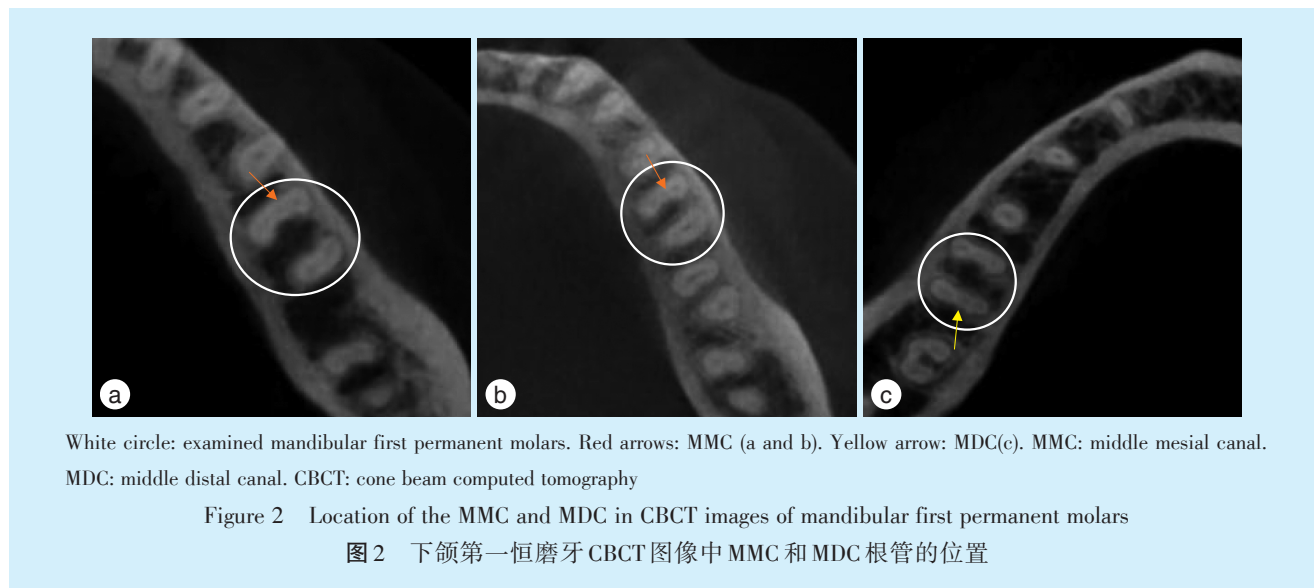 a
b
c
White circle: examined mandibular first permanent molars. Red arrows: MMC (a and b). Yellow arrow: MDC(c). MMC: middle mesial canal.
MDC: middle distal canal. CBCT: cone beam computed tomography
Figure 2 Location of the MMC and MDC in CBCT images of mandibular first permanent molars
图2 下颌第一恒磨牙CBCT图像中MMC和MDC根管的位置